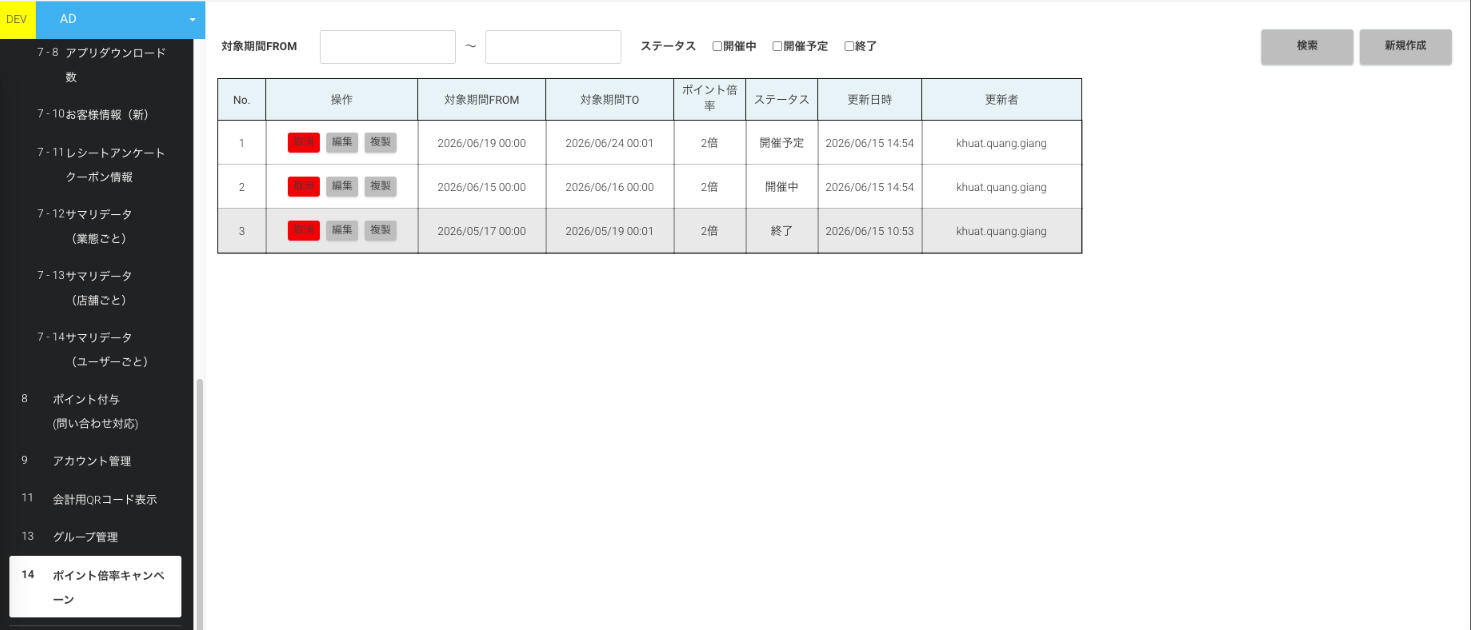 DEV AD
7 - 8 アプリダウンロード
数
7 - 10お客様情報（新）
7 - 11レシートアンケート
クーポン情報
7 - 12サマリデータ
（業態ごと）
7 - 13サマリデータ
（店舗ごと）
7 - 14サマリデータ
（ユーザーごと）
8 ポイント付与
(問い合わせ対応)
9 アカウント管理
11 会計用QRコード表示
13 グループ管理
14 ポイント倍率キャンペ
ーン
対象期間FROM ～ ステータス 開催中 開催予定 終了 検索 新規作成
No. 操作 対象期間FROM 対象期間TO ポイント倍
率 ステータス 更新日時 更新者
1 編集 複製 2026/06/19 00:00 2026/06/24 00:01 2倍 開催予定 2026/06/15 14:54 khuat.quang.giang
2 編集 複製 2026/06/15 00:00 2026/06/16 00:00 2倍 開催中 2026/06/15 14:54 khuat.quang.giang
3 編集 複製 2026/05/17 00:00 2026/05/19 00:01 2倍 終了 2026/06/15 10:53 khuat.quang.giang